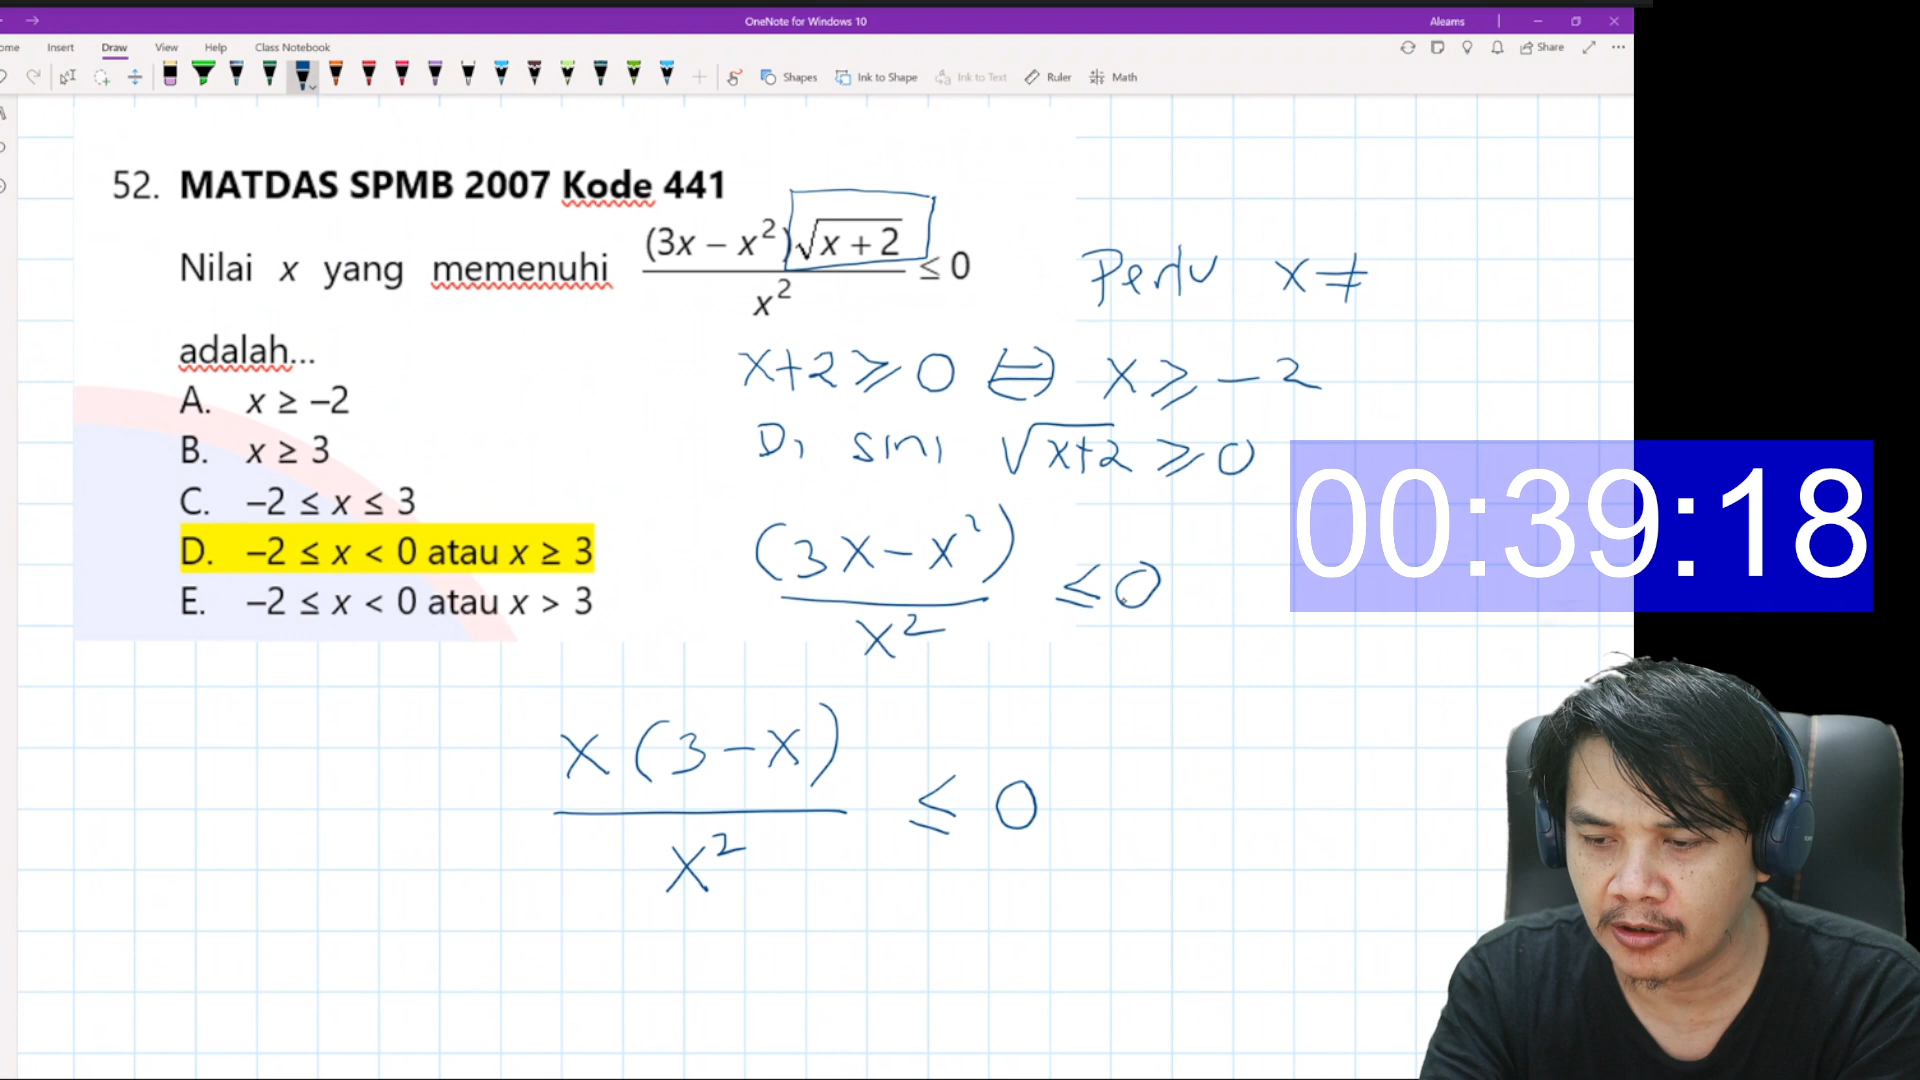 OneNote for Windows 10
Aleams
Insert Draw View Help Class Notebook
Share
Shapes Ink to Shape Ink to Text Ruler Math
52. MATDAS SPMB 2007 Kode 441
Nilai x yang memenuhi (3x – x²)√(x + 2) / x² ≤ 0
adalah...
A. x ≥ –2
B. x ≥ 3
C. –2 ≤ x ≤ 3
D. –2 ≤ x < 0 atau x ≥ 3
E. –2 ≤ x < 0 atau x > 3
Perlu x ≠
x+2 ≥ 0 ⇔ x ≥ -2
Di sini √(x+2) ≥ 0
(3x - x²) / x² ≤ 0
x(3-x) / x² ≤ 0
00:39:18